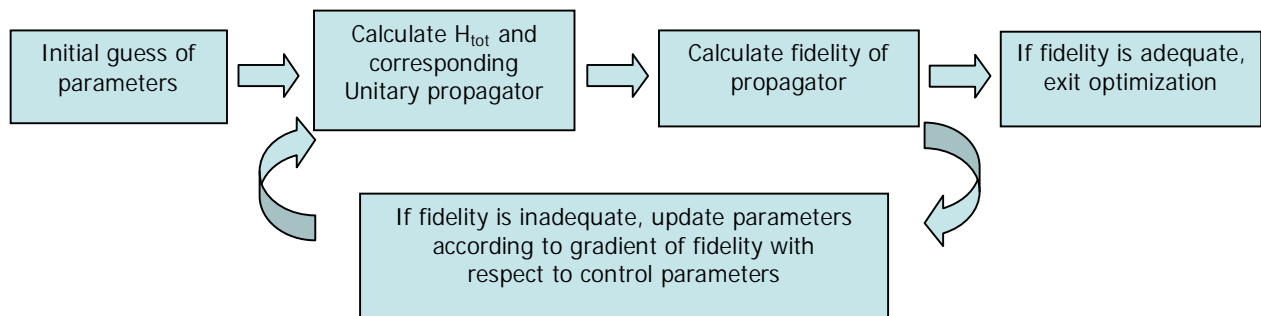 Initial guess of
parameters
Calculate H_tot and
corresponding
Unitary propagator
Calculate fidelity of
propagator
If fidelity is adequate,
exit optimization
If fidelity is inadequate, update parameters
according to gradient of fidelity with
respect to control parameters